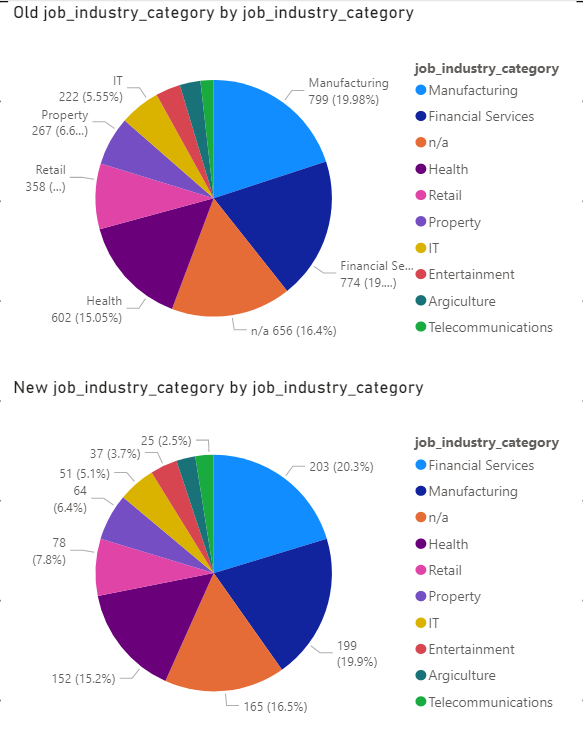 Old job_industry_category by job_industry_category
IT
222 (5.55%)
Property
267 (6.6...)
Retail
358 (...)
Health
602 (15.05%)
n/a 656 (16.4%)
Financial Se...
774 (19....)
Manufacturing
799 (19.98%)
job_industry_category
Manufacturing
Financial Services
n/a
Health
Retail
Property
IT
Entertainment
Argiculture
Telecommunications
New job_industry_category by job_industry_category
25 (2.5%)
37 (3.7%)
51 (5.1%)
64
(6.4%)
78
(7.8%)
152 (15.2%)
165 (16.5%)
199
(19.9%)
203 (20.3%)
job_industry_category
Financial Services
Manufacturing
n/a
Health
Retail
Property
IT
Entertainment
Argiculture
Telecommunications